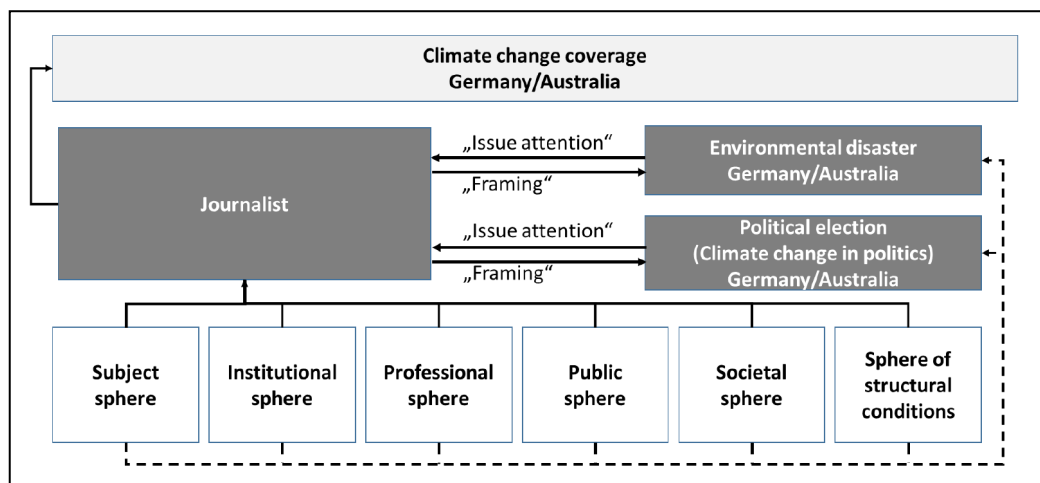 Climate change coverage
Germany/Australia
Journalist
„Issue attention“
„Framing“
Environmental disaster
Germany/Australia
„Issue attention“
„Framing“
Political election
(Climate change in politics)
Germany/Australia
Subject
sphere
Institutional
sphere
Professional
sphere
Public
sphere
Societal
sphere
Sphere of
structural
conditions